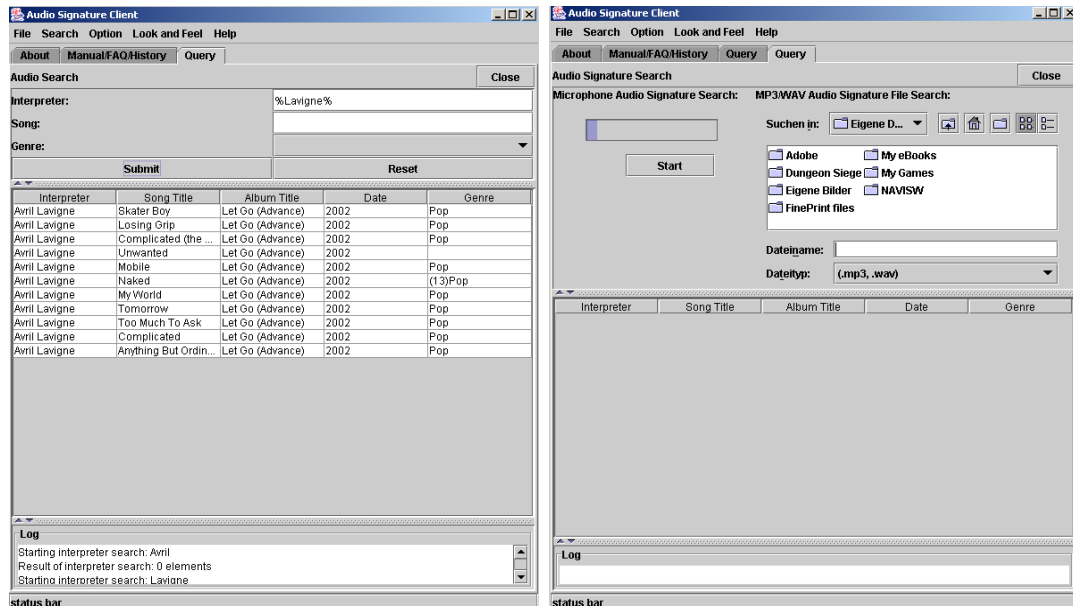 Audio Signature Client
File Search Option Look and Feel Help
About Manual/FAQ/History Query
Audio Search Close
Interpreter: %Lavigne%
Song:
Genre:
Submit Reset
Interpreter Song Title Album Title Date Genre
Avril Lavigne Skater Boy Let Go (Advance) 2002 Pop
Avril Lavigne Losing Grip Let Go (Advance) 2002 Pop
Avril Lavigne Complicated (the ... Let Go (Advance) 2002 Pop
Avril Lavigne Unwanted Let Go (Advance) 2002
Avril Lavigne Mobile Let Go (Advance) 2002 Pop
Avril Lavigne Naked Let Go (Advance) 2002 (13)Pop
Avril Lavigne My World Let Go (Advance) 2002 Pop
Avril Lavigne Tomorrow Let Go (Advance) 2002 Pop
Avril Lavigne Too Much To Ask Let Go (Advance) 2002 Pop
Avril Lavigne Complicated Let Go (Advance) 2002 Pop
Avril Lavigne Anything But Ordin... Let Go (Advance) 2002 Pop
Log
Starting interpreter search: Avril
Result of interpreter search: 0 elements
Starting interpreter search: Lavigne
status bar
Audio Signature Client
File Search Option Look and Feel Help
About Manual/FAQ/History Query Query
Audio Signature Search Close
Microphone Audio Signature Search: MP3/WAV Audio Signature File Search:
Suchen in: Eigene D...
Start
Adobe My eBooks
Dungeon Siege My Games
Eigene Bilder NAVISW
FinePrint files
Dateiname:
Dateityp: (.mp3, .wav)
Interpreter Song Title Album Title Date Genre
Log
status bar